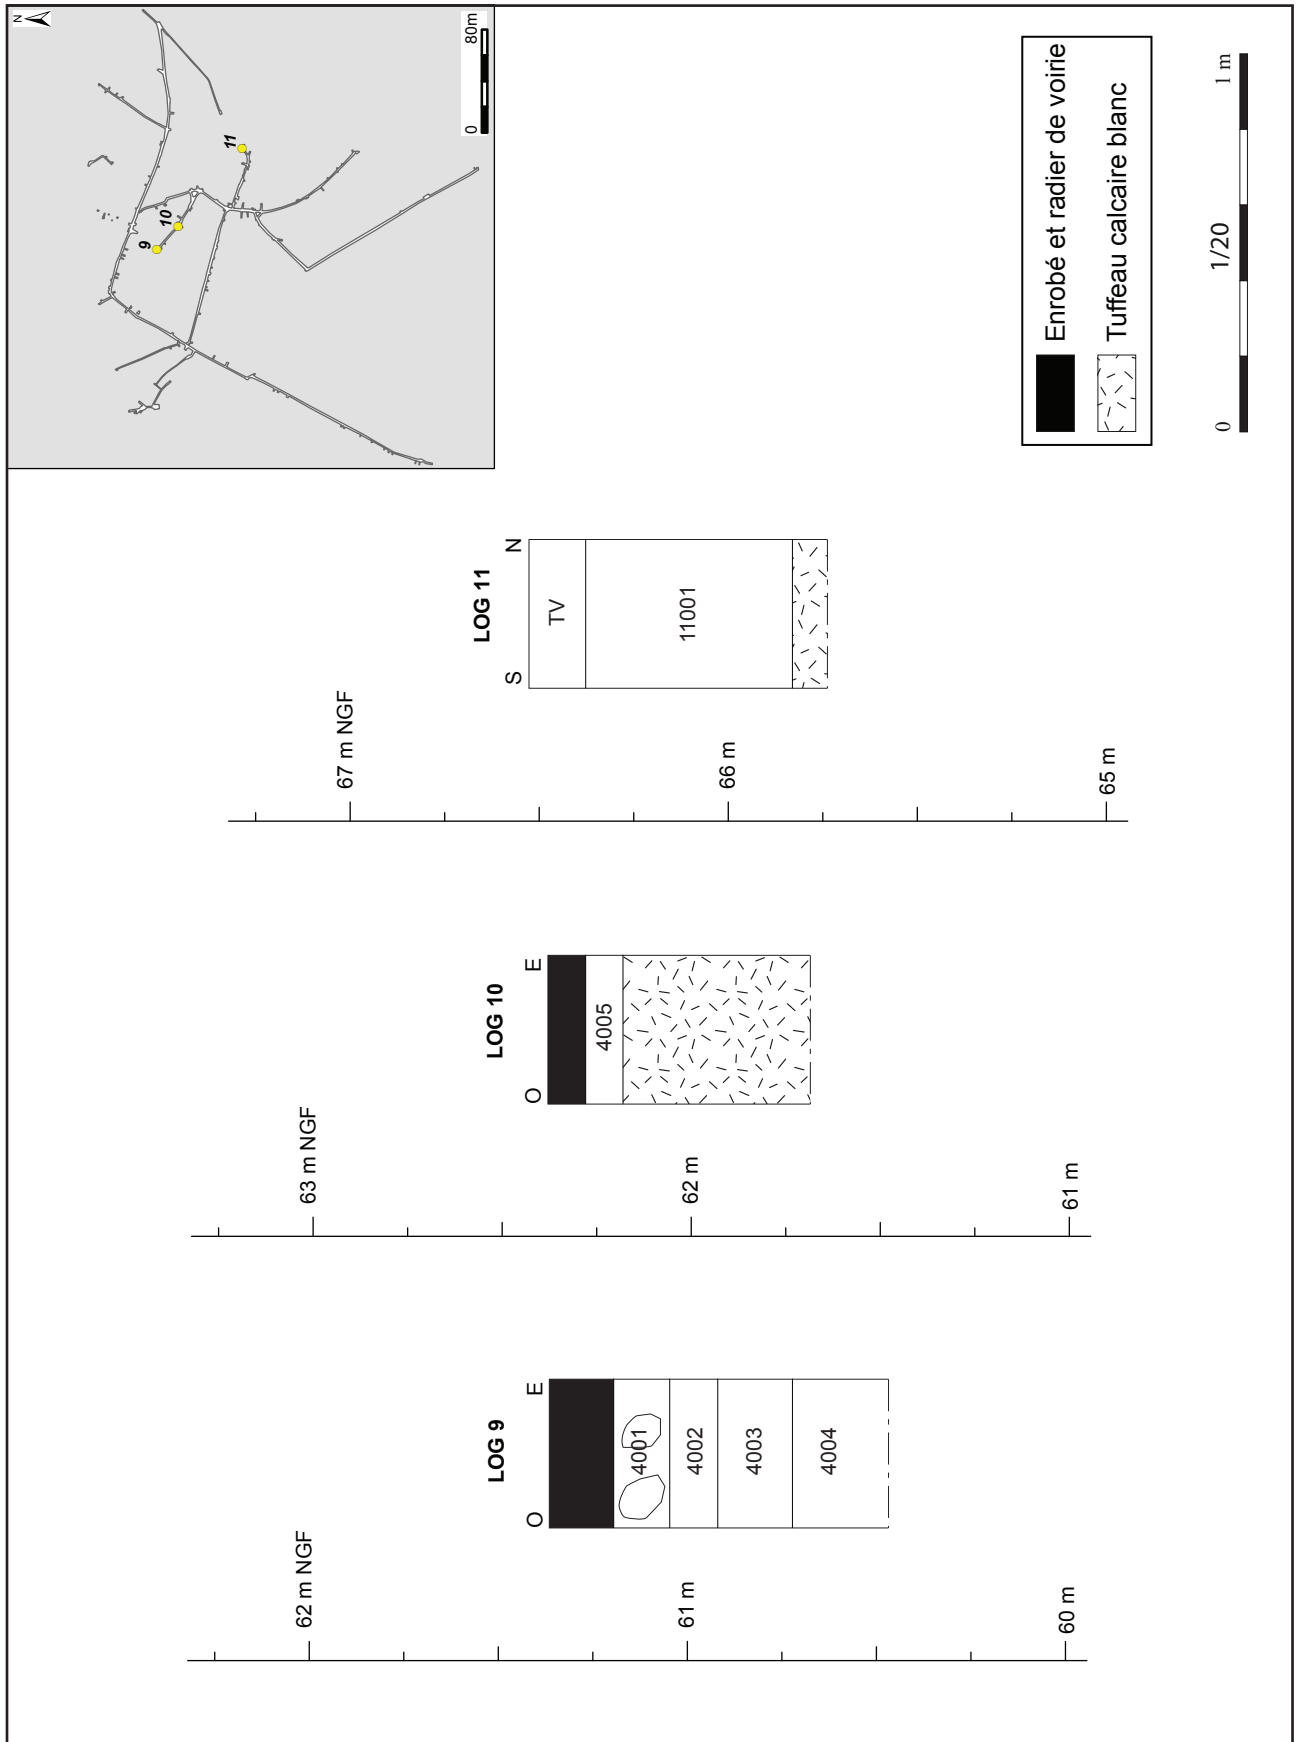 62 m NGF
61 m
60 m
LOG 9
O E
4001
4002
4003
4004
63 m NGF
62 m
61 m
LOG 10
O E
4005
67 m NGF
66 m
65 m
LOG 11
S N
TV
11001
N
9
10
11
0 80m
Enrobé et radier de voirie
Tuffeau calcaire blanc
0 1/20 1 m